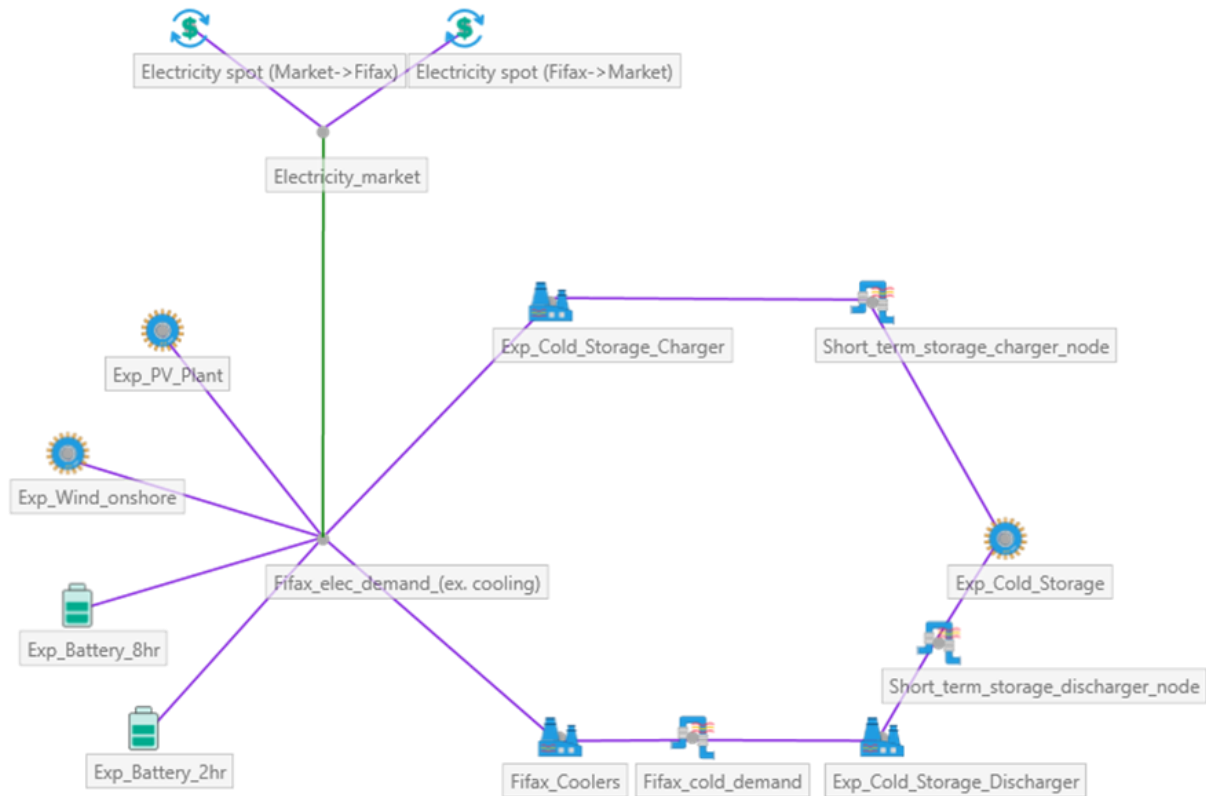 Electricity spot (Market->Fifax)
Electricity spot (Fifax->Market)
Electricity_market
Exp_Cold_Storage_Charger
Short_term_storage_charger_node
Exp_PV_Plant
Exp_Wind_onshore
Fifax_elec_demand_(ex. cooling)
Exp_Cold_Storage
Exp_Battery_8hr
Short_term_storage_discharger_node
Exp_Battery_2hr
Fifax_Coolers
Fifax_cold_demand
Exp_Cold_Storage_Discharger